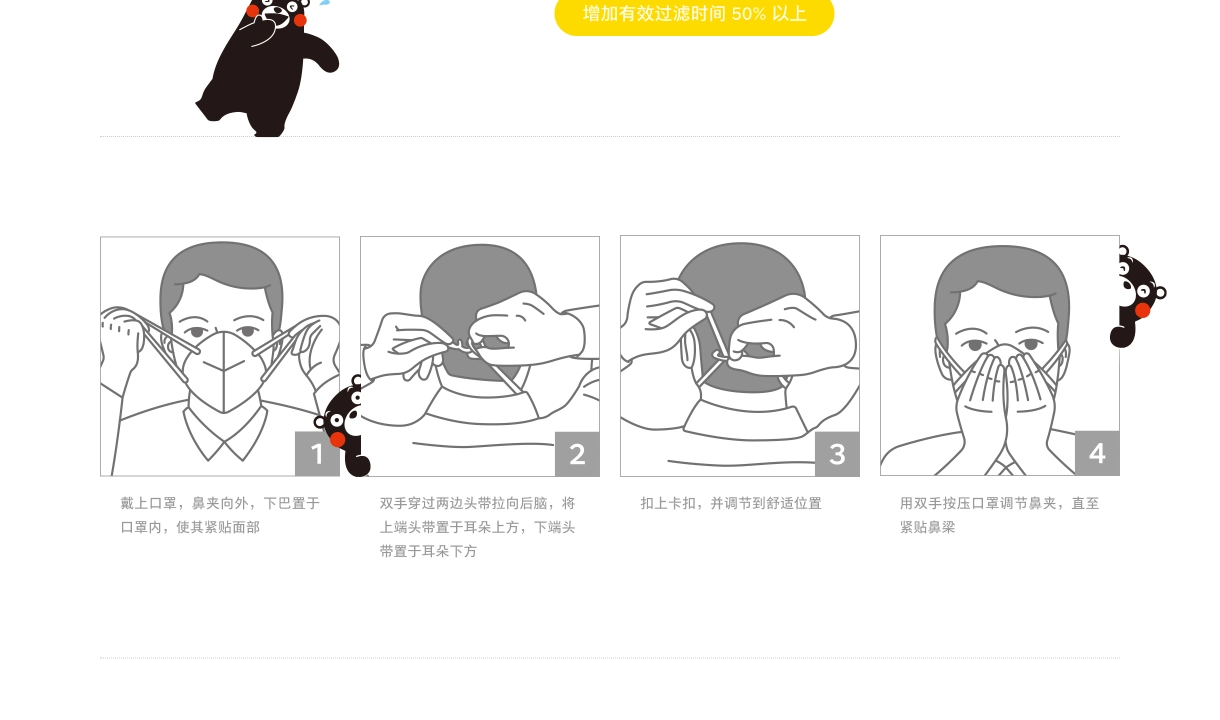 增加有效过滤时间 50% 以上
1
2
3
4
戴上口罩，鼻夹向外，下巴置于
口罩内，使其紧贴面部
双手穿过两边头带拉向后脑，将
上端头带置于耳朵上方，下端头
带置于耳朵下方
扣上卡扣，并调节到舒适位置
用双手按压口罩调节鼻夹，直至
紧贴鼻梁